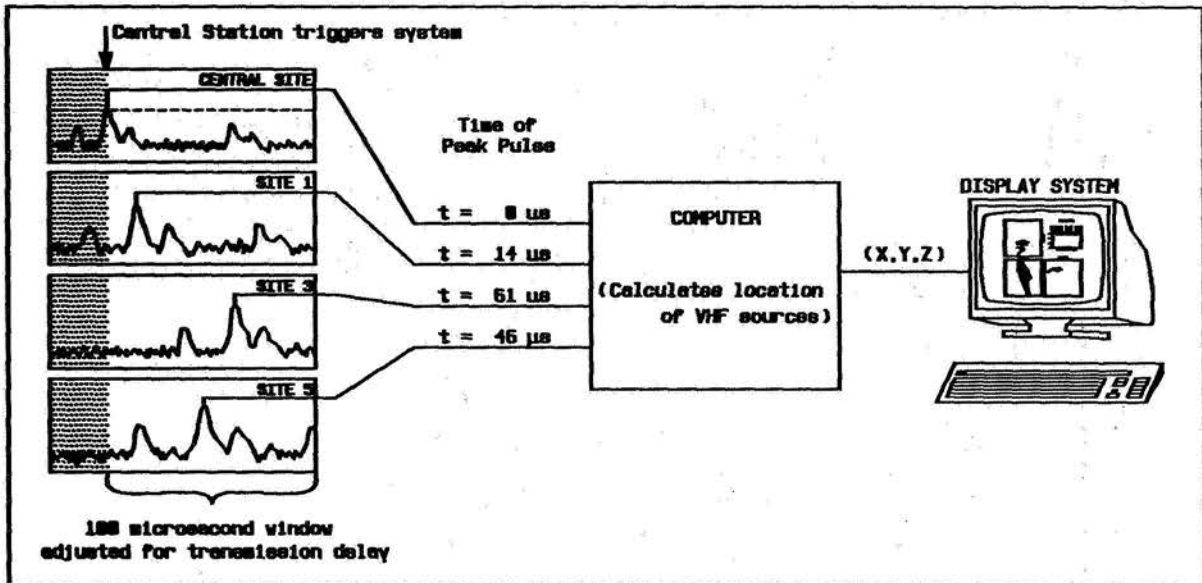 Central Station triggers system
CENTRAL SITE
SITE 1
SITE 3
SITE 5
100 microsecond window
adjusted for transmission delay
Time of
Peak Pulse
t = 0 us
t = 14 us
t = 61 us
t = 46 µs
COMPUTER
(Calculates location
of VHF sources)
(X,Y,Z)
DISPLAY SYSTEM